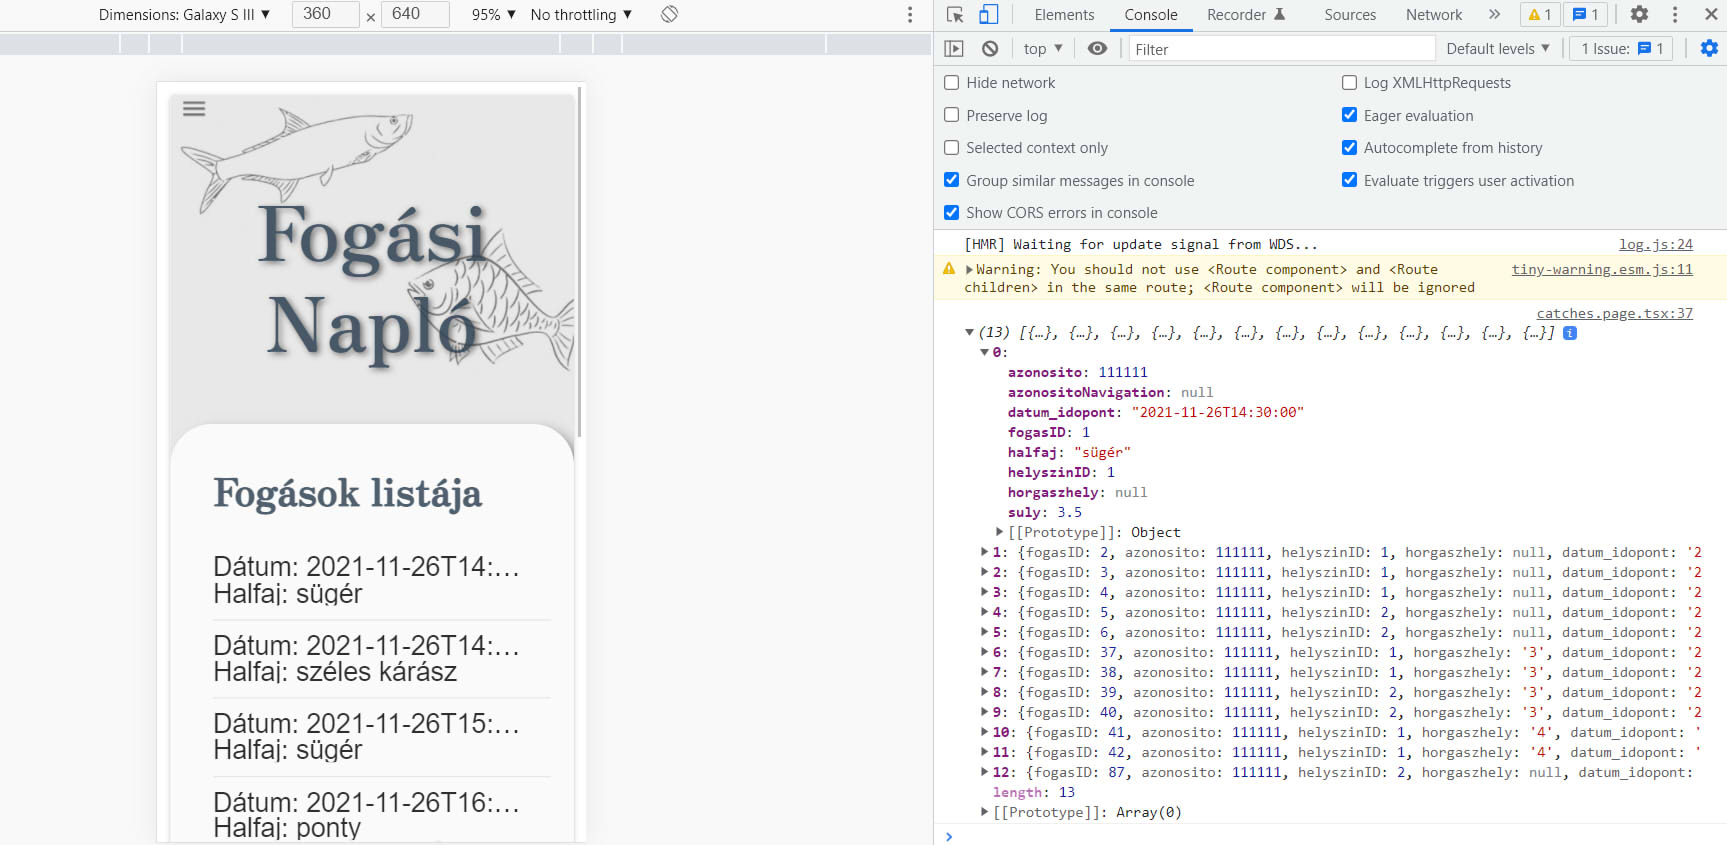 Dimensions: Galaxy S III ▼ 360 × 640 95% ▼ No throttling ▼
Elements Console Recorder Sources Network » 1 1
top ▼ Filter Default levels ▼ 1 Issue: 1
Hide network Log XMLHttpRequests
Preserve log Eager evaluation
Selected context only Autocomplete from history
Group similar messages in console Evaluate triggers user activation
Show CORS errors in console
Fogási
Napló
Fogások listája
Dátum: 2021-11-26T14:...
Halfaj: sügér
Dátum: 2021-11-26T14:...
Halfaj: széles kárász
Dátum: 2021-11-26T15:...
Halfaj: sügér
Dátum: 2021-11-26T16:...
Halfaj: ponty
[HMR] Waiting for update signal from WDS... log.js:24
Warning: You should not use <Route component> and <Route tiny-warning.esm.js:11
children> in the same route; <Route component> will be ignored
catches.page.tsx:37
(13) [{…}, {…}, {…}, {…}, {…}, {…}, {…}, {…}, {…}, {…}, {…}, {…}, {…}]
0:
azonosito: 111111
azonositoNavigation: null
datum_idopont: "2021-11-26T14:30:00"
fogasID: 1
halfaj: "sügér"
helyszinID: 1
horgaszhely: null
suly: 3.5
[[Prototype]]: Object
1: {fogasID: 2, azonosito: 111111, helyszinID: 1, horgaszhely: null, datum_idopont: '2
2: {fogasID: 3, azonosito: 111111, helyszinID: 1, horgaszhely: null, datum_idopont: '2
3: {fogasID: 4, azonosito: 111111, helyszinID: 1, horgaszhely: null, datum_idopont: '2
4: {fogasID: 5, azonosito: 111111, helyszinID: 2, horgaszhely: null, datum_idopont: '2
5: {fogasID: 6, azonosito: 111111, helyszinID: 2, horgaszhely: null, datum_idopont: '2
6: {fogasID: 37, azonosito: 111111, helyszinID: 1, horgaszhely: '3', datum_idopont: '2
7: {fogasID: 38, azonosito: 111111, helyszinID: 1, horgaszhely: '3', datum_idopont: '2
8: {fogasID: 39, azonosito: 111111, helyszinID: 2, horgaszhely: '3', datum_idopont: '2
9: {fogasID: 40, azonosito: 111111, helyszinID: 2, horgaszhely: '3', datum_idopont: '2
10: {fogasID: 41, azonosito: 111111, helyszinID: 1, horgaszhely: '4', datum_idopont: '
11: {fogasID: 42, azonosito: 111111, helyszinID: 1, horgaszhely: '4', datum_idopont: '
12: {fogasID: 87, azonosito: 111111, helyszinID: 2, horgaszhely: null, datum_idopont:
length: 13
[[Prototype]]: Array(0)